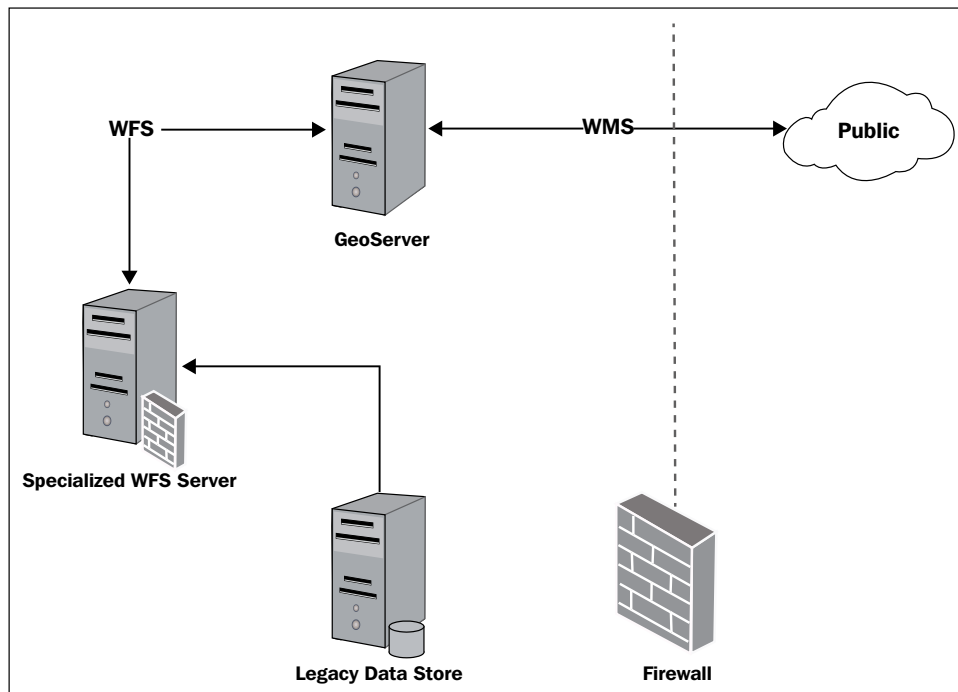 WFS
WMS
Public
GeoServer
Specialized WFS Server
Legacy Data Store
Firewall